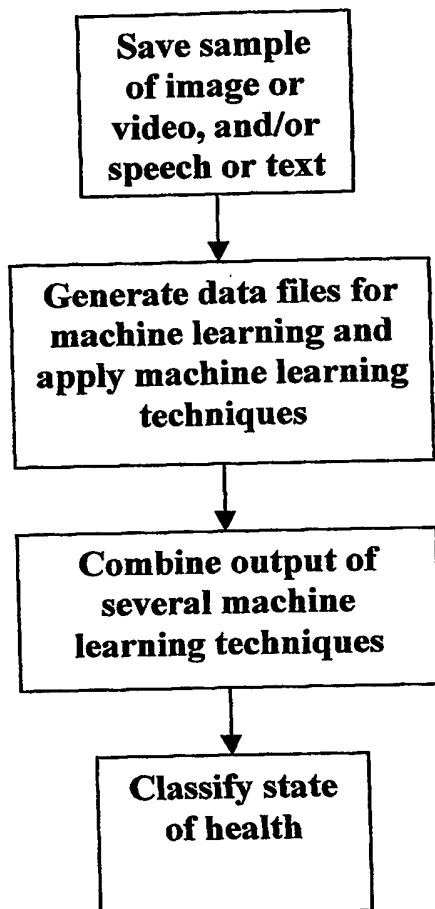 Save sample
of image or
video, and/or
speech or text
Generate data files for
machine learning and
apply machine learning
techniques
Combine output of
several machine
learning techniques
Classify state
of health